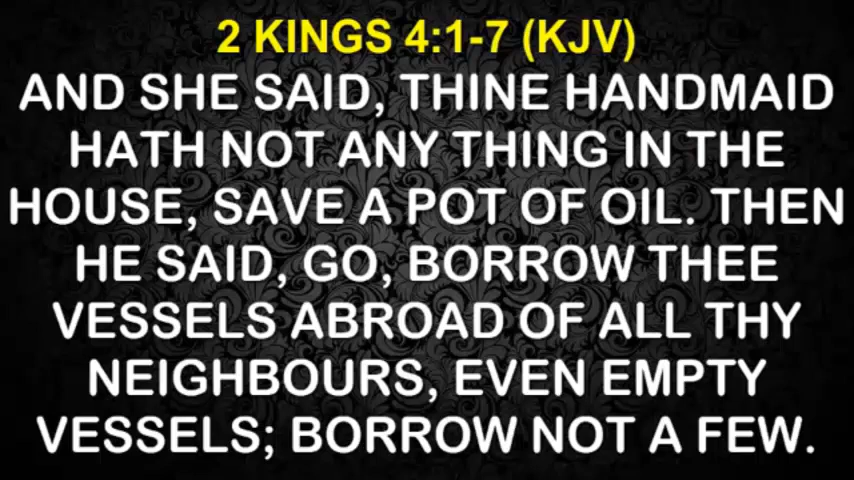 2 KINGS 4:1-7 (KJV)
AND SHE SAID, THINE HANDMAID
HATH NOT ANY THING IN THE
HOUSE, SAVE A POT OF OIL. THEN
HE SAID, GO, BORROW THEE
VESSELS ABROAD OF ALL THY
NEIGHBOURS, EVEN EMPTY
VESSELS; BORROW NOT A FEW.